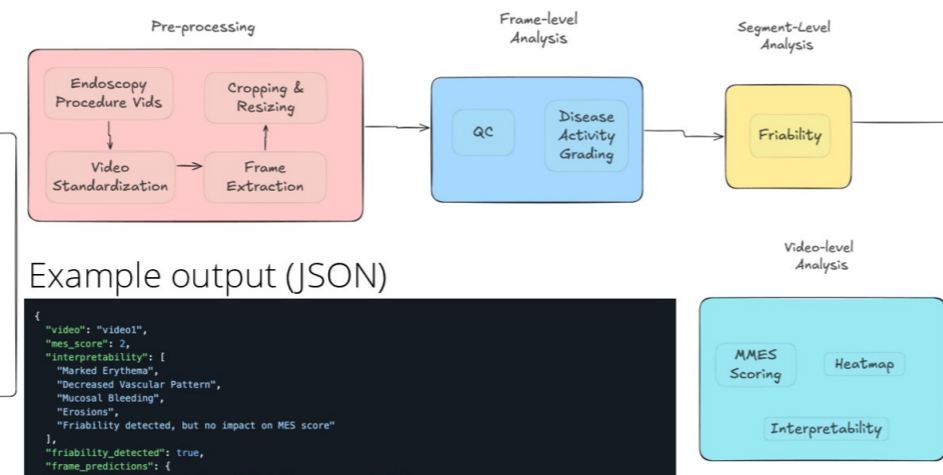 Pre-processing
Endoscopy
Procedure Vids
Video
Standardization
Frame
Extraction
Cropping &
Resizing
Frame-level
Analysis
QC
Disease
Activity
Grading
Segment-Level
Analysis
Friability
Video-level
Analysis
MMES
Scoring
Heatmap
Interpretability
Example output (JSON)
{
"video": "video1",
"mes_score": 2,
"interpretability": [
"Marked Erythema",
"Decreased Vascular Pattern",
"Mucosal Bleeding",
"Erosions",
"Friability detected, but no impact on MES score"
],
"friability_detected": true,
"frame_predictions": {